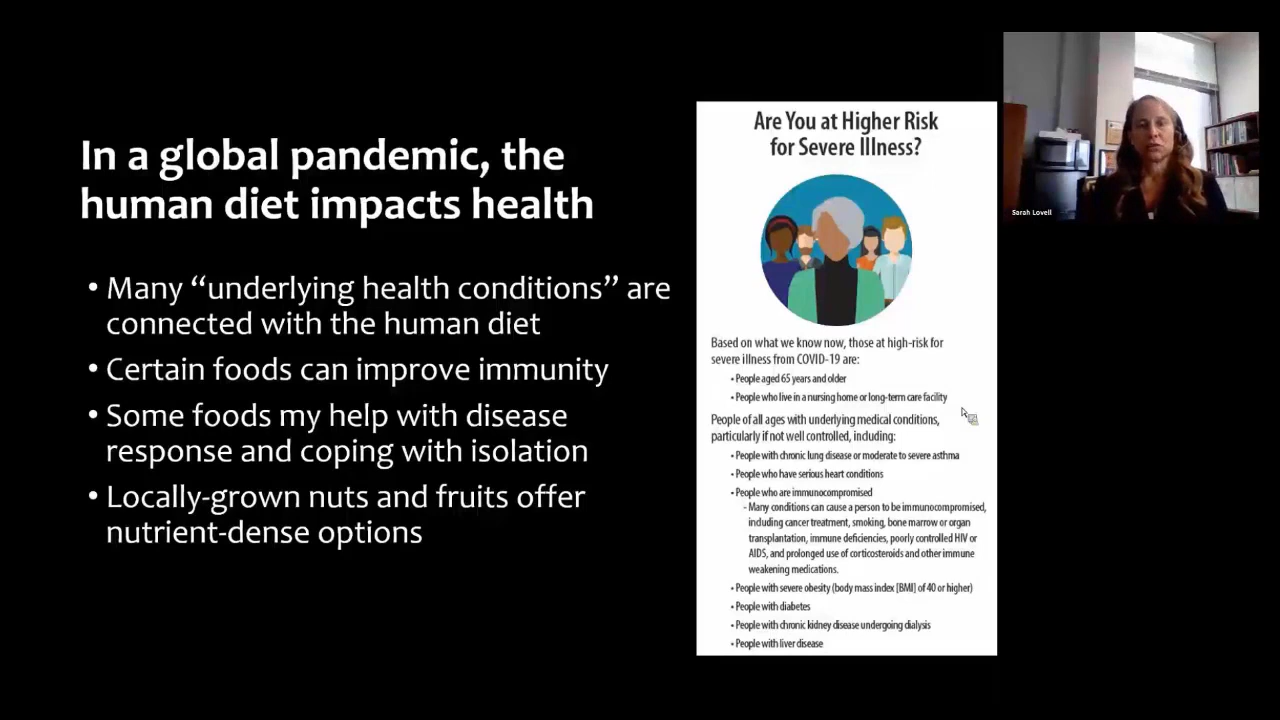 In a global pandemic, the
human diet impacts health
• Many “underlying health conditions” are
connected with the human diet
• Certain foods can improve immunity
• Some foods my help with disease
response and coping with isolation
• Locally-grown nuts and fruits offer
nutrient-dense options
Are You at Higher Risk
for Severe Illness?
Based on what we know now, those at high-risk for
severe illness from COVID-19 are:
• People aged 65 years and older
• People who live in a nursing home or long-term care facility
People of all ages with underlying medical conditions,
particularly if not well controlled, including:
• People with chronic lung disease or moderate to severe asthma
• People who have serious heart conditions
• People who are immunocompromised
- Many conditions can cause a person to be immunocompromised,
including cancer treatment, smoking, bone marrow or organ
transplantation, immune deficiencies, poorly controlled HIV or
AIDS, and prolonged use of corticosteroids and other immune
weakening medications.
• People with severe obesity (body mass index [BMI] of 40 or higher)
• People with diabetes
• People with chronic kidney disease undergoing dialysis
• People with liver disease
Sarah Lovell